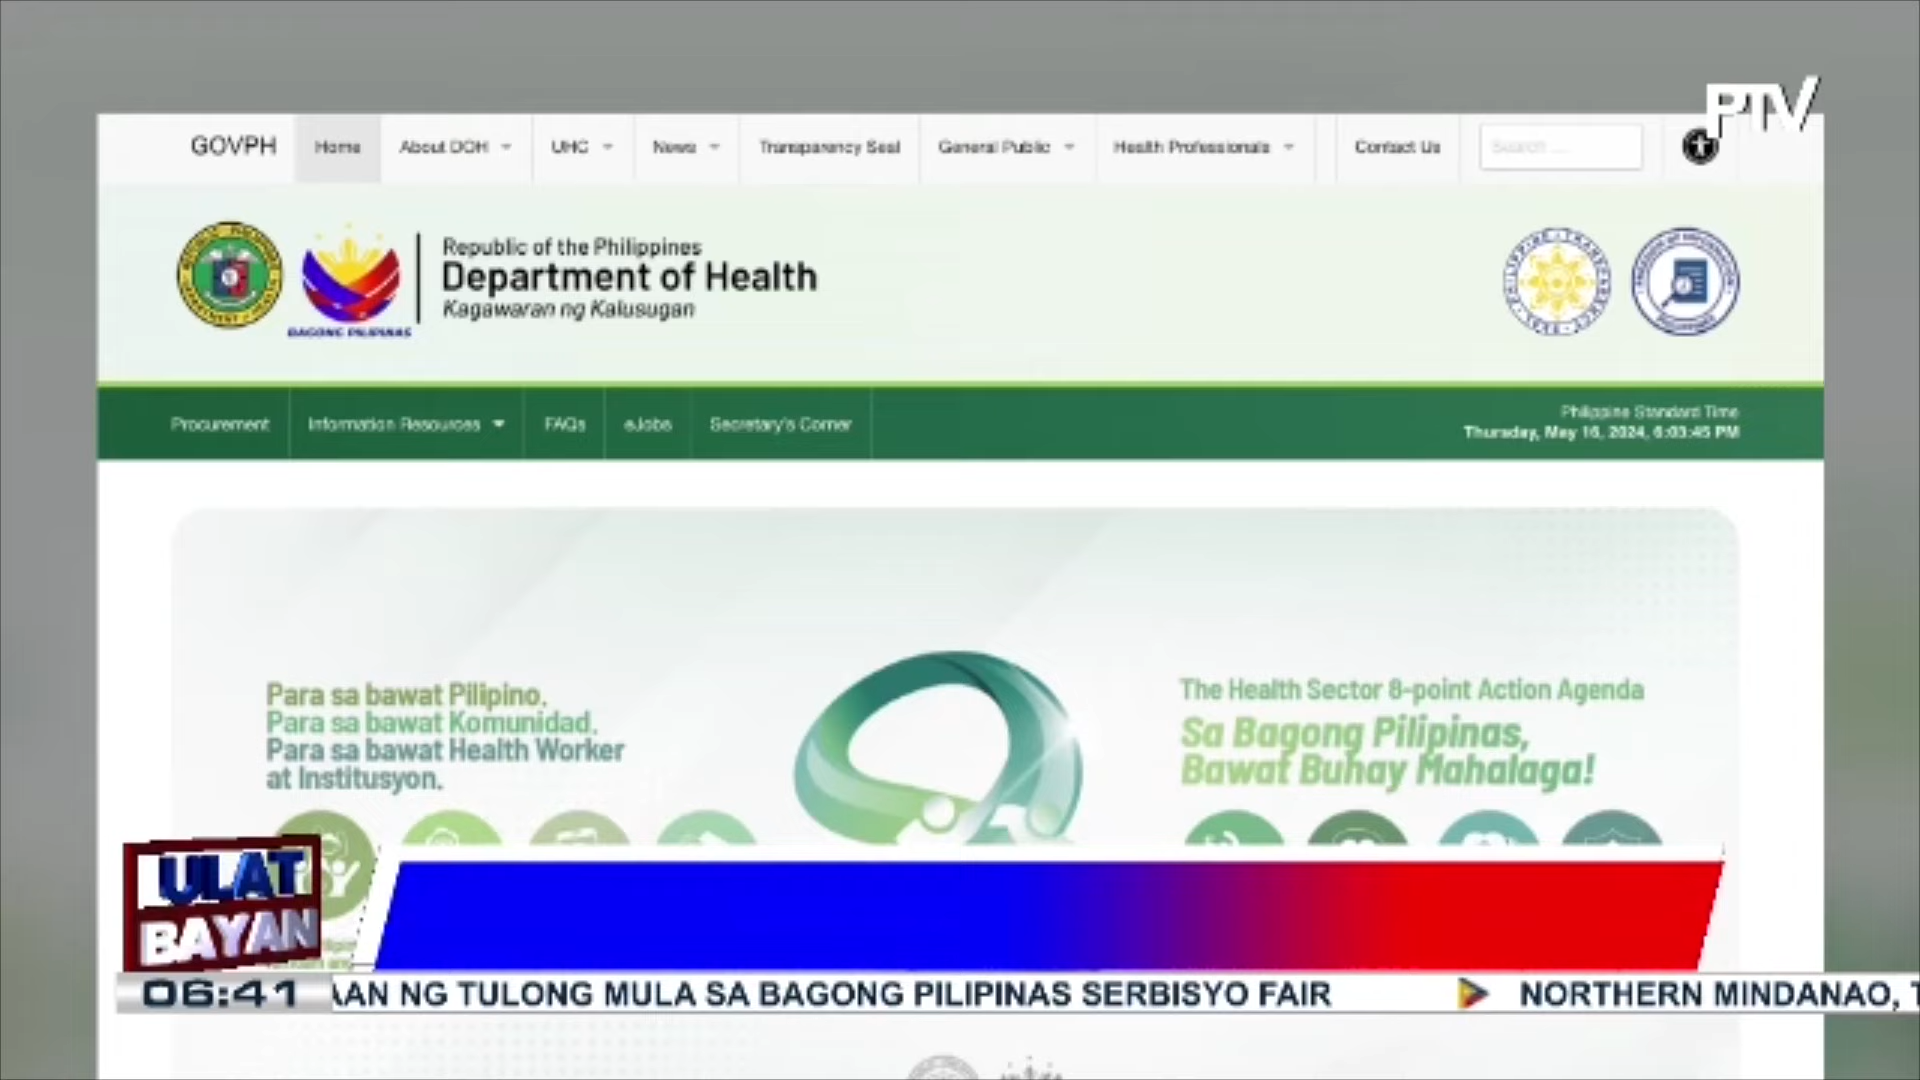 PTV
GOVPH Home About DOH UHC News Transparency Seal General Public Health Professionals Contact Us Search ...
Republic of the Philippines
Department of Health
Kagawaran ng Kalusugan
BAGONG PILIPINAS
Procurement Information Resources FAQs eJobs Secretary's Corner
Philippine Standard Time
Thursday, May 16, 2024, 6:03:45 PM
Para sa bawat Pilipino,
Para sa bawat Komunidad,
Para sa bawat Health Worker
at Institusyon.
The Health Sector 8-point Action Agenda
Sa Bagong Pilipinas,
Bawat Buhay Mahalaga!
ULAT
BAYAN
06:41 AAN NG TULONG MULA SA BAGONG PILIPINAS SERBISYO FAIR NORTHERN MINDANAO,